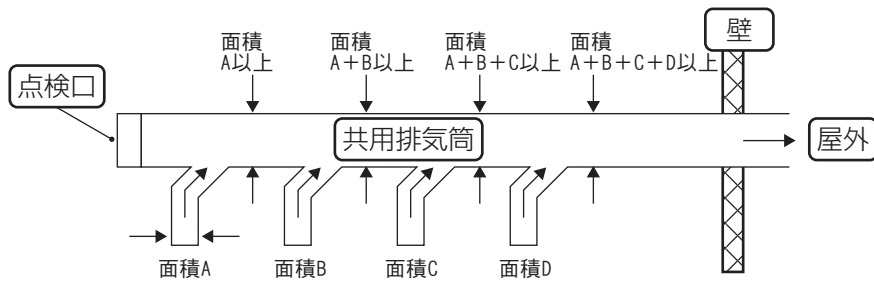 壁
面積
A以上
面積
A+B以上
面積
A+B+C以上
面積
A+B+C+D以上
点検口
共用排気筒
屋外
面積A
面積B
面積C
面積D